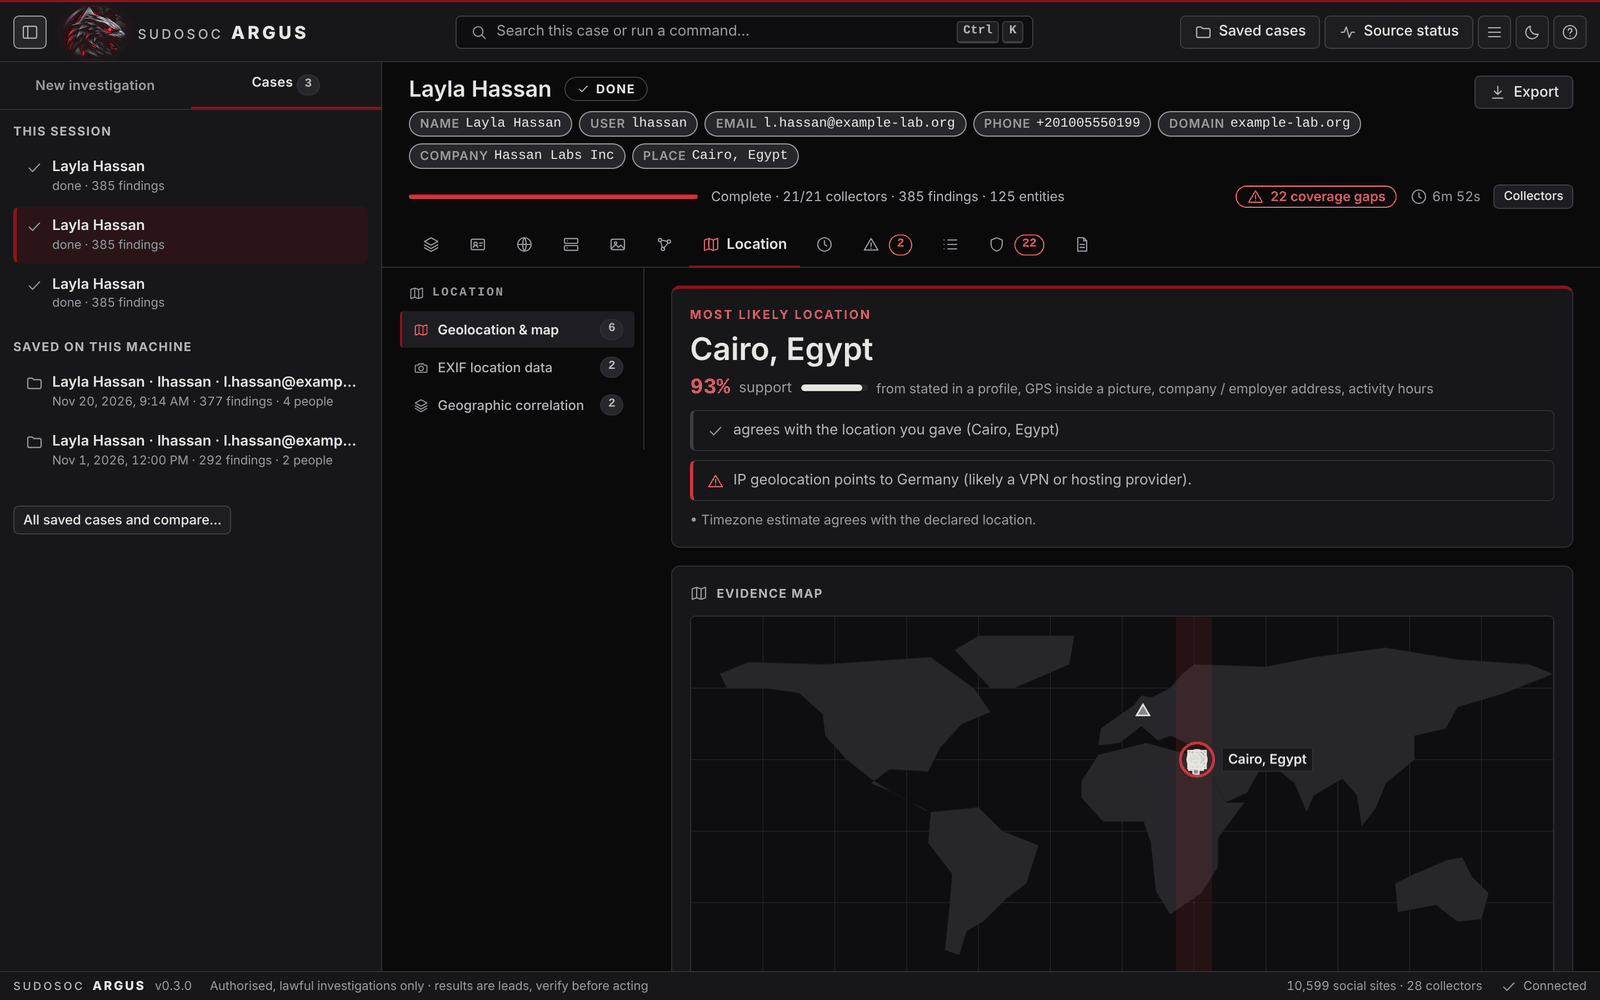 SUDOSOC ARGUS
Search this case or run a command...
Ctrl K
Saved cases
Source status
New investigation
Cases 3
THIS SESSION
Layla Hassan
done · 385 findings
Layla Hassan
done · 385 findings
Layla Hassan
done · 385 findings
SAVED ON THIS MACHINE
Layla Hassan · lhassan · l.hassan@examp...
Nov 20, 2026, 9:14 AM · 377 findings · 4 people
Layla Hassan · lhassan · l.hassan@examp...
Nov 1, 2026, 12:00 PM · 292 findings · 2 people
All saved cases and compare...
Layla Hassan
DONE
Export
NAME Layla Hassan
USER lhassan
EMAIL l.hassan@example-lab.org
PHONE +201005550199
DOMAIN example-lab.org
COMPANY Hassan Labs Inc
PLACE Cairo, Egypt
Complete · 21/21 collectors · 385 findings · 125 entities
22 coverage gaps
6m 52s
Collectors
Location
2
22
LOCATION
Geolocation & map 6
EXIF location data 2
Geographic correlation 2
MOST LIKELY LOCATION
Cairo, Egypt
93% support from stated in a profile, GPS inside a picture, company / employer address, activity hours
agrees with the location you gave (Cairo, Egypt)
IP geolocation points to Germany (likely a VPN or hosting provider).
• Timezone estimate agrees with the declared location.
EVIDENCE MAP
Cairo, Egypt
SUDOSOC ARGUS v0.3.0 Authorised, lawful investigations only · results are leads, verify before acting
10,599 social sites · 28 collectors
Connected